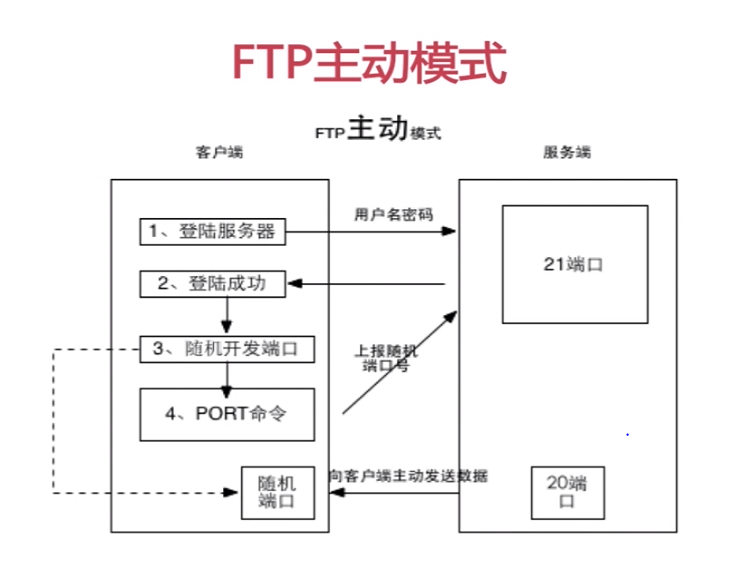 FTP主动模式
FTP主动模式
客户端
服务端
用户名密码
1、登陆服务器
21端口
2、登陆成功
3、随机开发端口
上报随机
端口号
4、PORT命令
向客户端主动发送数据
随机
端口
20端
口